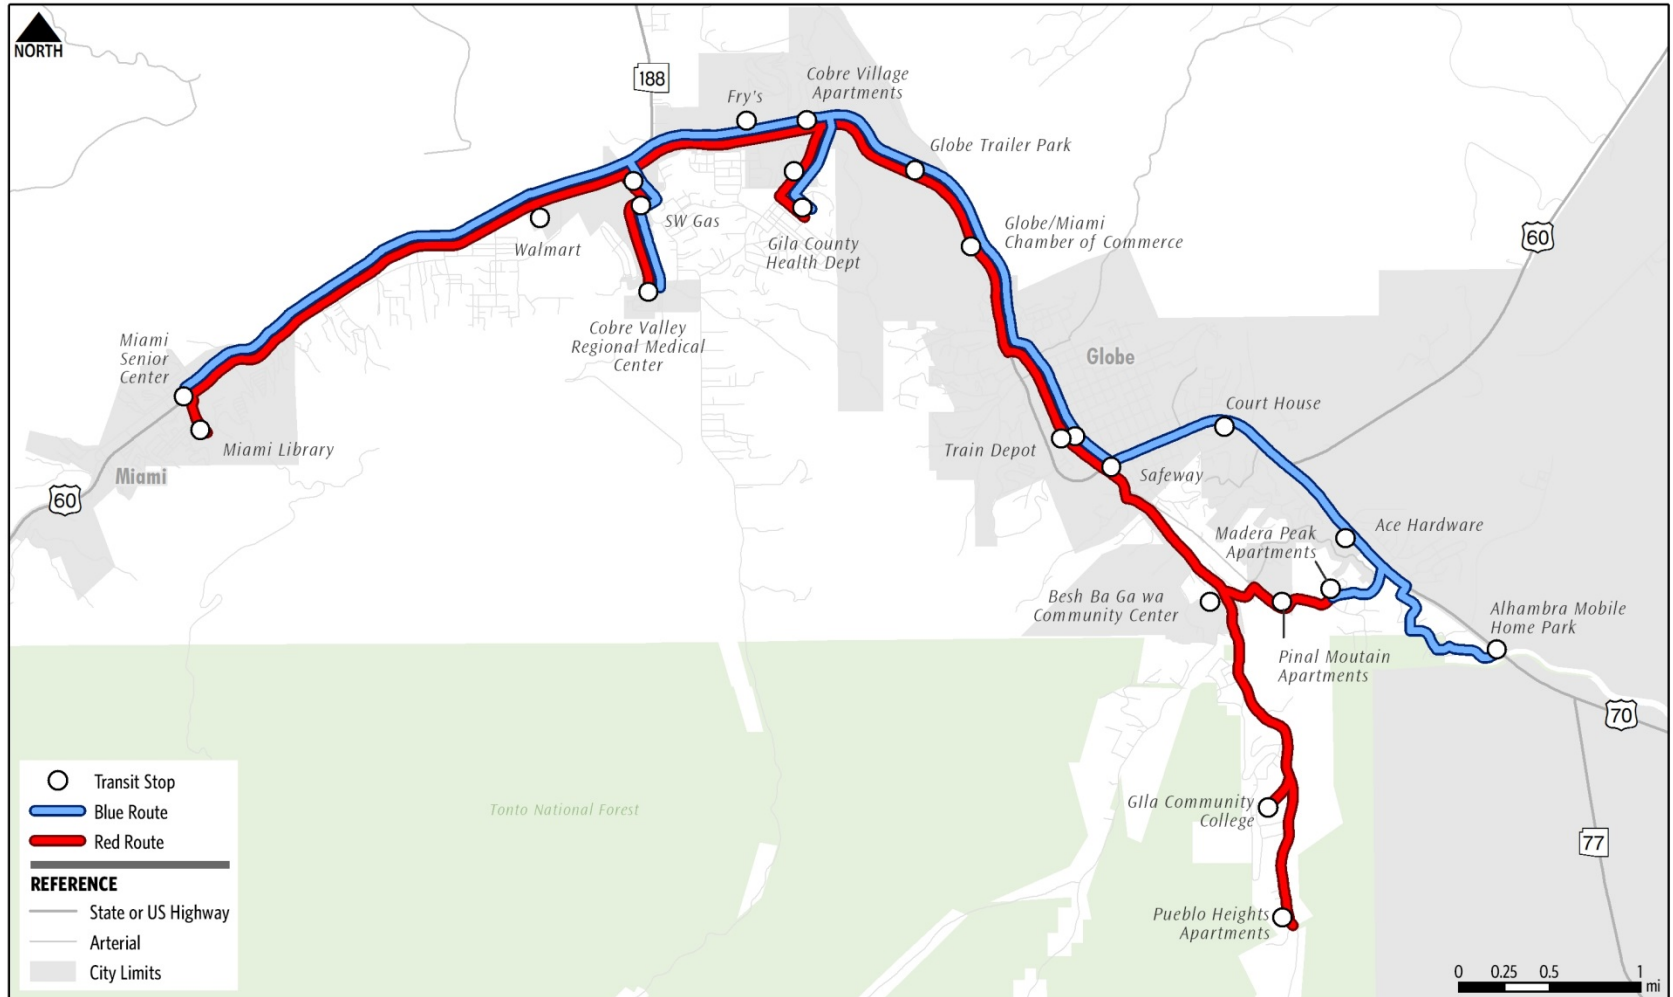 NORTH
188
Cobre Village
Apartments
Fry's
Globe Trailer Park
SW Gas
Walmart
Gila County
Health Dept
Globe/Miami
Chamber of Commerce
60
Cobre Valley
Regional Medical
Center
Miami
Senior
Center
Globe
Court House
Miami Library
Train Depot
Safeway
Miami
60
Ace Hardware
Madera Peak
Apartments
Besh Ba Ga wa
Community Center
Alhambra Mobile
Home Park
Pinal Moutain
Apartments
70
Transit Stop
Blue Route
Red Route
REFERENCE
State or US Highway
Arterial
City Limits
Tonto National Forest
GIla Community
College
77
Pueblo Heights
Apartments
0 0.25 0.5 1
mi